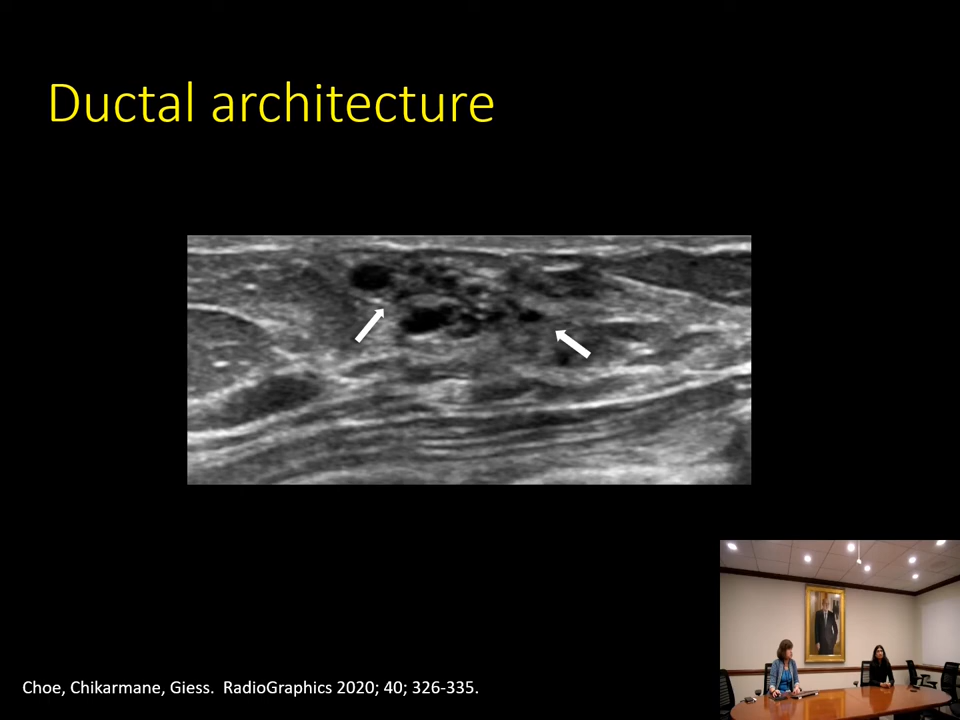 Ductal architecture
Choe, Chikarmane, Giess. RadioGraphics 2020; 40; 326-335.